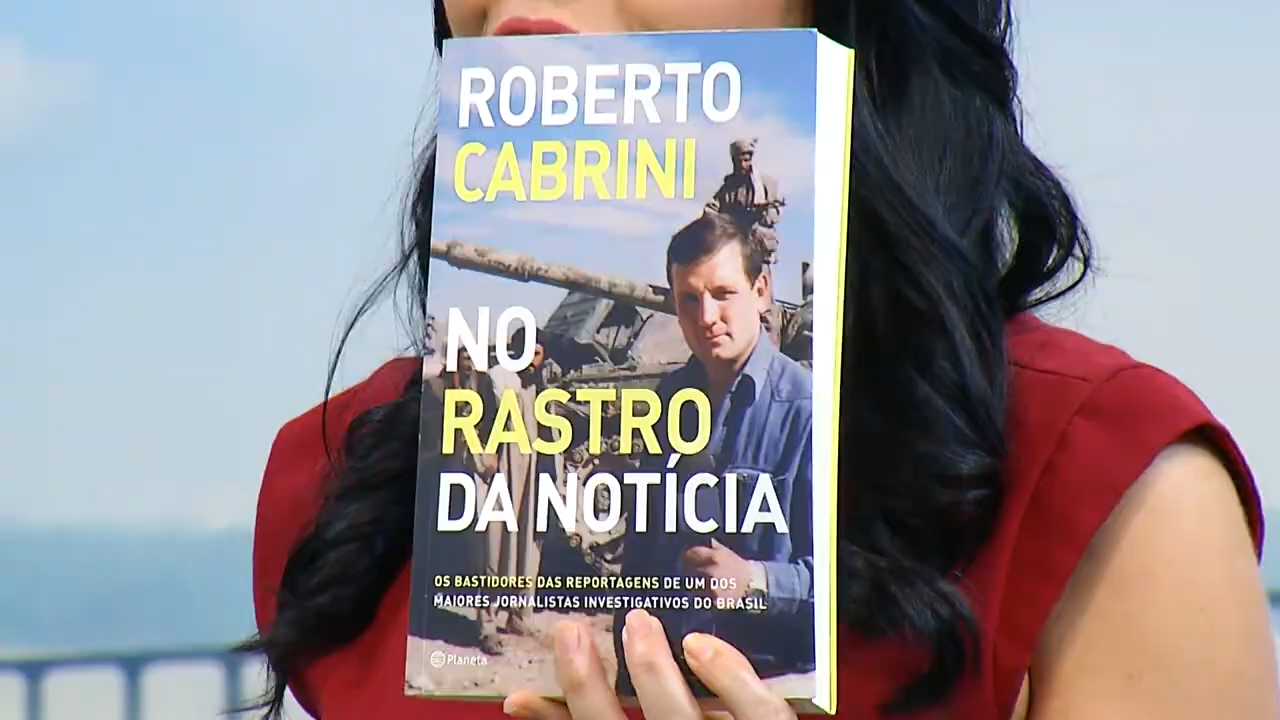 ROBERTO
CABRINI
NO
RASTRO
DA NOTÍCIA
OS BASTIDORES DAS REPORTAGENS DE UM DOS
MAIORES JORNALISTAS INVESTIGATIVOS DO BRASIL
Planeta